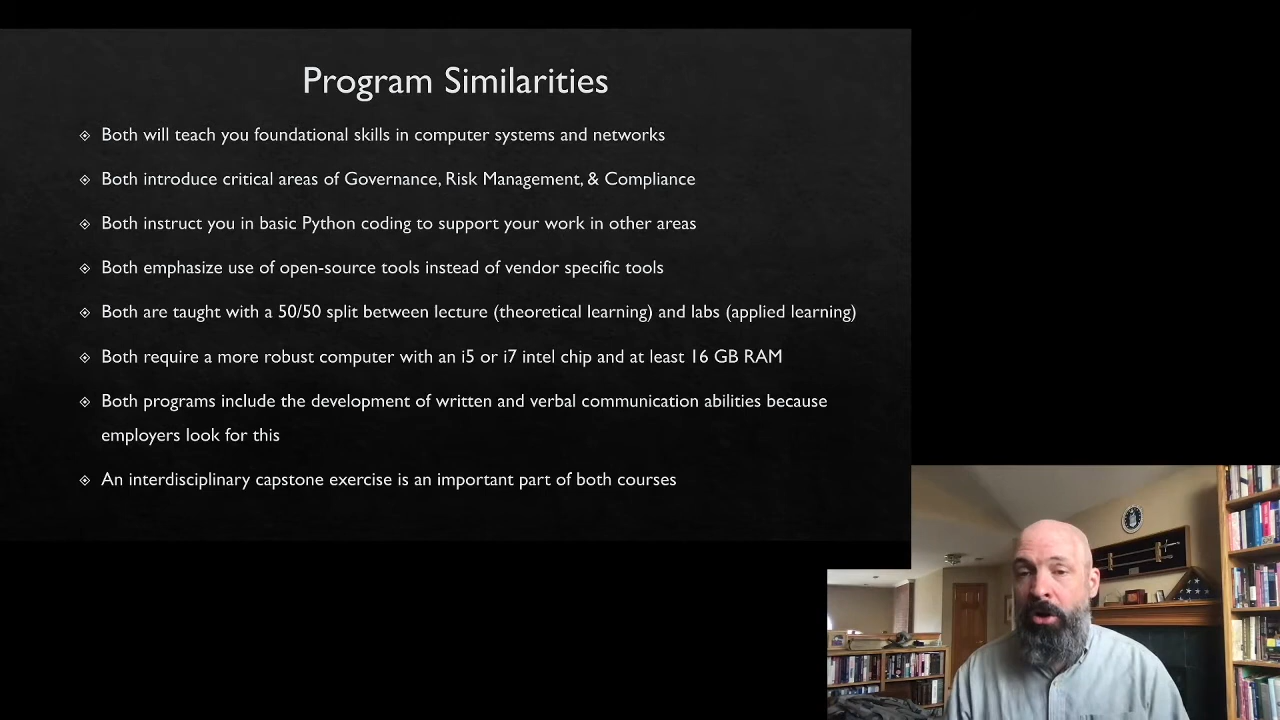 Program Similarities
Both will teach you foundational skills in computer systems and networks
Both introduce critical areas of Governance, Risk Management, & Compliance
Both instruct you in basic Python coding to support your work in other areas
Both emphasize use of open-source tools instead of vendor specific tools
Both are taught with a 50/50 split between lecture (theoretical learning) and labs (applied learning)
Both require a more robust computer with an i5 or i7 intel chip and at least 16 GB RAM
Both programs include the development of written and verbal communication abilities because
employers look for this
An interdisciplinary capstone exercise is an important part of both courses